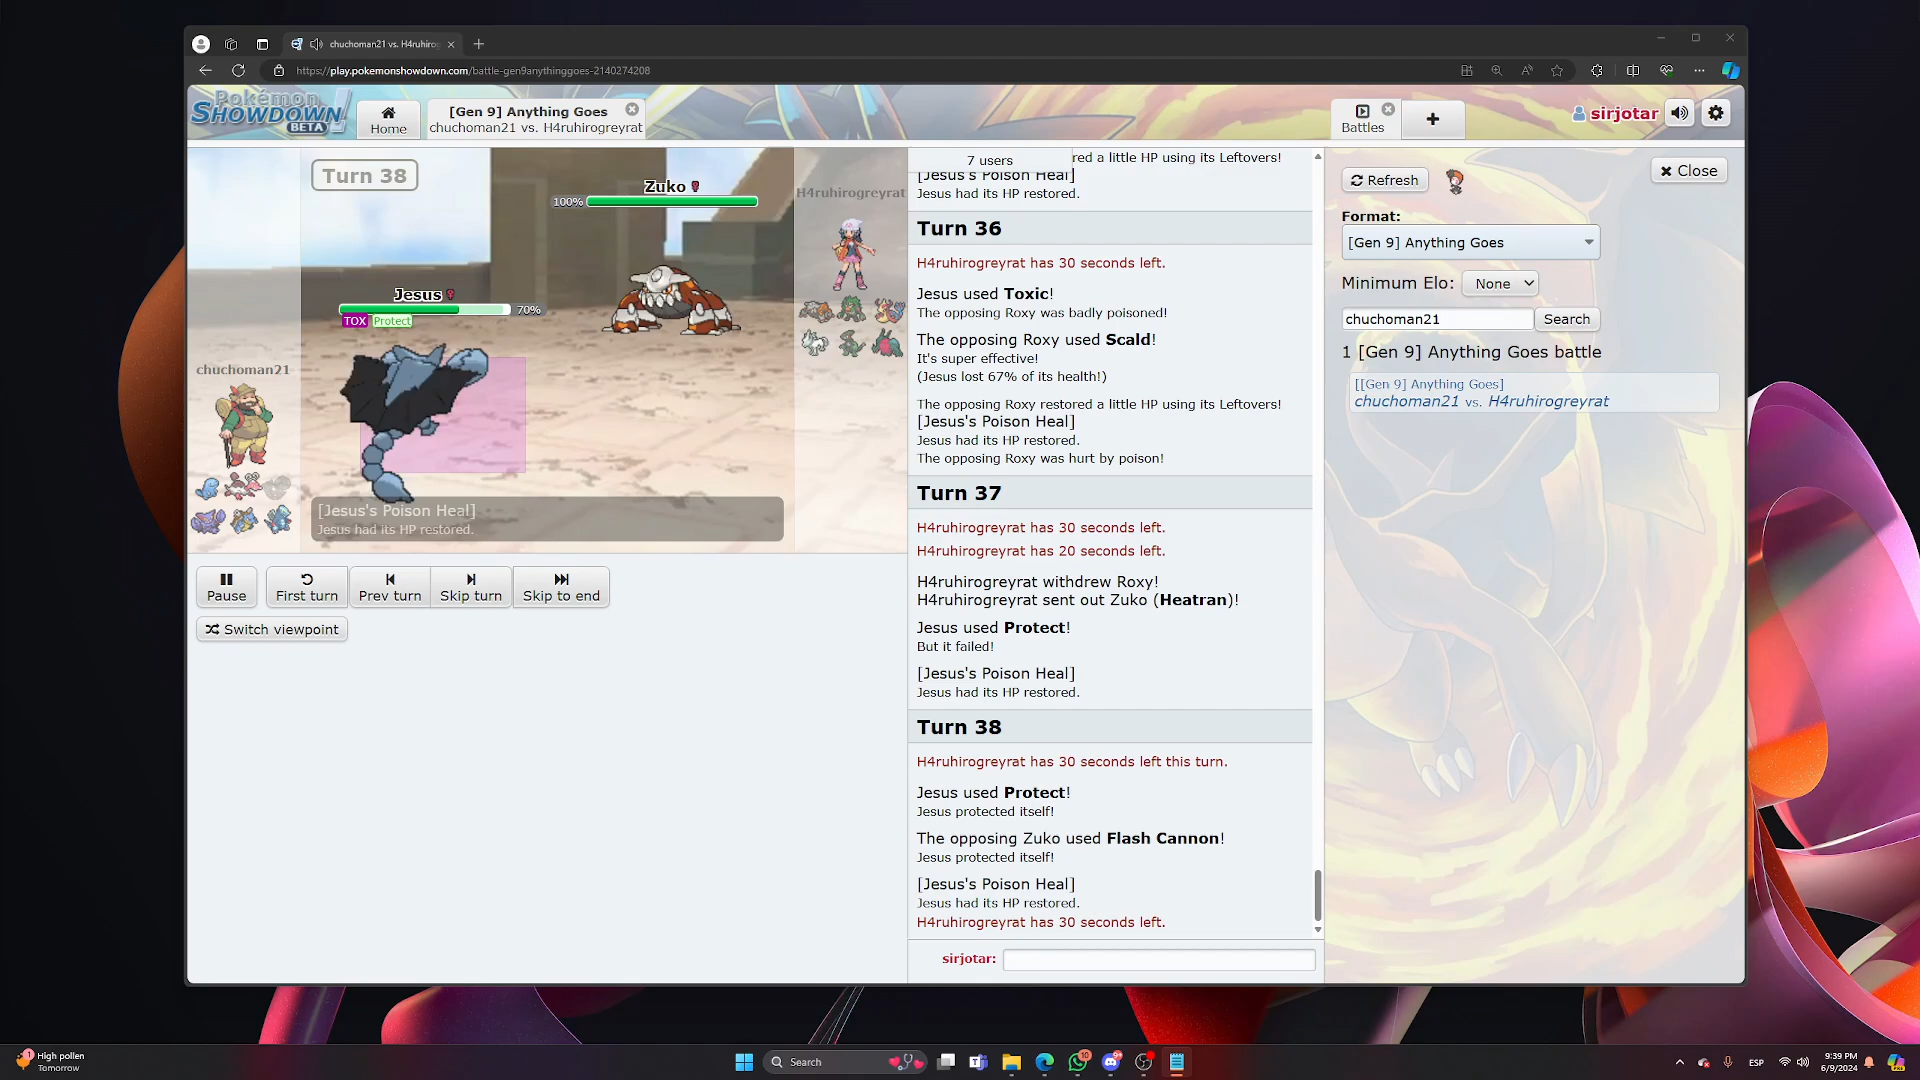 chuchoman21 vs. H4ruhirog
https://play.pokemonshowdown.com/battle-gen9anythinggoes-2140274208
Pokémon
SHOWDOWN!
BETA
Home
[Gen 9] Anything Goes
chuchoman21 vs. H4ruhirogreyrat
Battles
+
sirjotar
Turn 38
Zuko
100%
Jesus
70%
TOX Protect
H4ruhirogreyrat
chuchoman21
[Jesus's Poison Heal]
Jesus had its HP restored.
Pause
First turn
Prev turn
Skip turn
Skip to end
Switch viewpoint
7 users
red a little HP using its Leftovers!
[Jesus's Poison Heal]
Jesus had its HP restored.
Turn 36
H4ruhirogreyrat has 30 seconds left.
Jesus used Toxic!
The opposing Roxy was badly poisoned!
The opposing Roxy used Scald!
It's super effective!
(Jesus lost 67% of its health!)
The opposing Roxy restored a little HP using its Leftovers!
[Jesus's Poison Heal]
Jesus had its HP restored.
The opposing Roxy was hurt by poison!
Turn 37
H4ruhirogreyrat has 30 seconds left.
H4ruhirogreyrat has 20 seconds left.
H4ruhirogreyrat withdrew Roxy!
H4ruhirogreyrat sent out Zuko (Heatran)!
Jesus used Protect!
But it failed!
[Jesus's Poison Heal]
Jesus had its HP restored.
Turn 38
H4ruhirogreyrat has 30 seconds left this turn.
Jesus used Protect!
Jesus protected itself!
The opposing Zuko used Flash Cannon!
Jesus protected itself!
[Jesus's Poison Heal]
Jesus had its HP restored.
H4ruhirogreyrat has 30 seconds left.
sirjotar:
Refresh
Close
Format:
[Gen 9] Anything Goes
Minimum Elo: None
chuchoman21 Search
1 [Gen 9] Anything Goes battle
[[Gen 9] Anything Goes]
chuchoman21 vs. H4ruhirogreyrat
1
High pollen
Tomorrow
Search
10
ESP
9:39 PM
6/9/2024